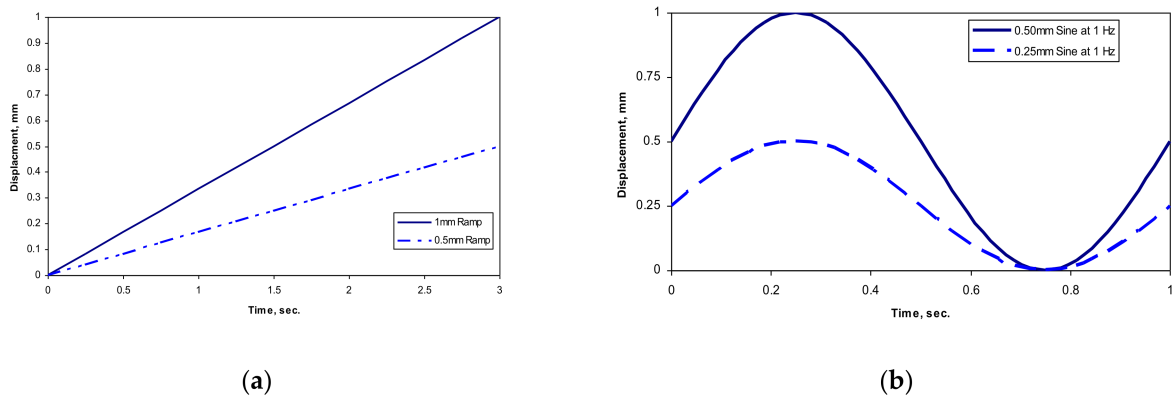 1
0.9
0.8
0.7
0.6
0.5
0.4
0.3
0.2
0.1
0
Displacment, mm
0 0.5 1 1.5 2 2.5 3
Time, sec.
1mm Ramp
0.5mm Ramp
(a)
1
0.75
0.5
0.25
0
Displacement, mm
0 0.2 0.4 0.6 0.8 1
Time, sec.
0.50mm Sine at 1 Hz
0.25mm Sine at 1 Hz
(b)